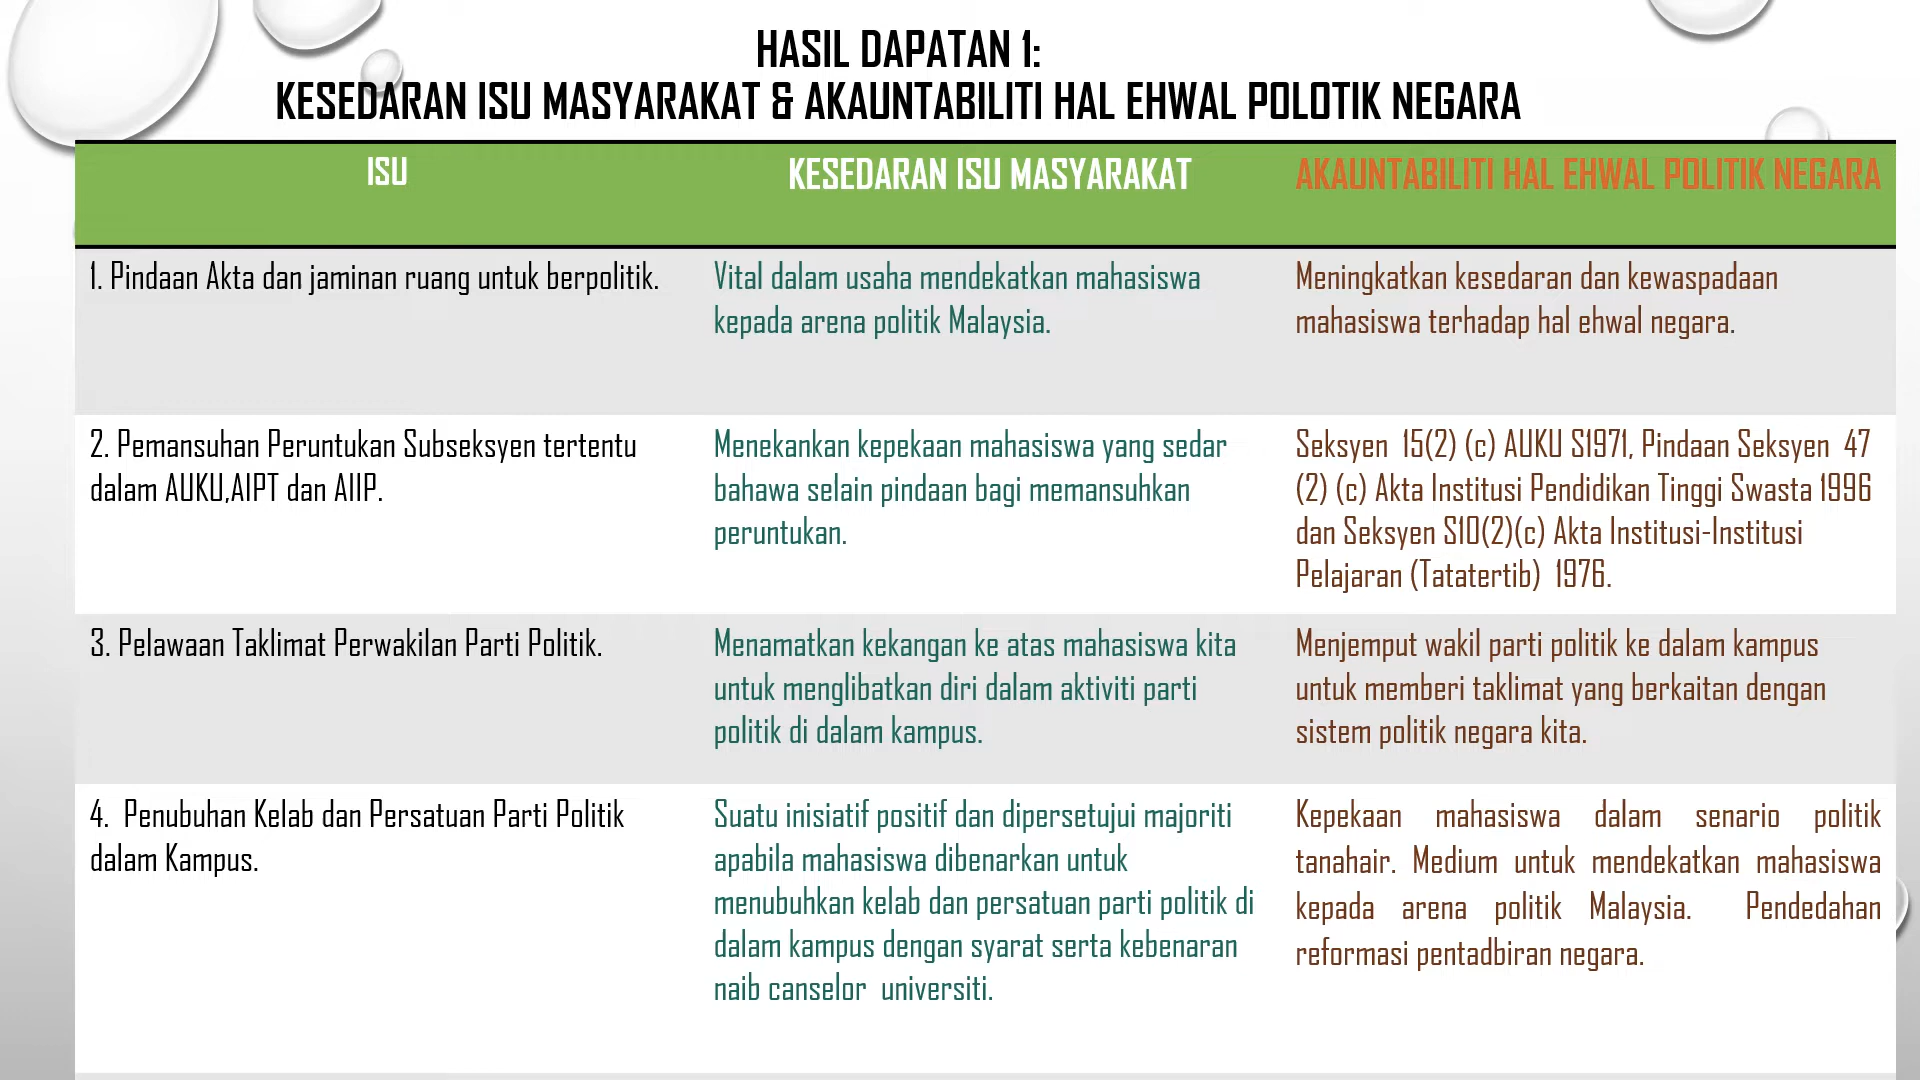 HASIL DAPATAN 1:
KESEDARAN ISU MASYARAKAT & AKAUNTABILITI HAL EHWAL POLOTIK NEGARA
ISU
KESEDARAN ISU MASYARAKAT
AKAUNTABILITI HAL EHWAL POLITIK NEGARA
1. Pindaan Akta dan jaminan ruang untuk berpolitik.
Vital dalam usaha mendekatkan mahasiswa
kepada arena politik Malaysia.
Meningkatkan kesedaran dan kewaspadaan
mahasiswa terhadap hal ehwal negara.
2. Pemansuhan Peruntukan Subseksyen tertentu
dalam AUKU,AIPT dan AIIP.
Menekankan kepekaan mahasiswa yang sedar
bahawa selain pindaan bagi memansuhkan
peruntukan.
Seksyen 15(2) (c) AUKU S1971, Pindaan Seksyen 47
(2) (c) Akta Institusi Pendidikan Tinggi Swasta 1996
dan Seksyen S10(2)(c) Akta Institusi-Institusi
Pelajaran (Tatatertib) 1976.
3. Pelawaan Taklimat Perwakilan Parti Politik.
Menamatkan kekangan ke atas mahasiswa kita
untuk menglibatkan diri dalam aktiviti parti
politik di dalam kampus.
Menjemput wakil parti politik ke dalam kampus
untuk memberi taklimat yang berkaitan dengan
sistem politik negara kita.
4. Penubuhan Kelab dan Persatuan Parti Politik
dalam Kampus.
Suatu inisiatif positif dan dipersetujui majoriti
apabila mahasiswa dibenarkan untuk
menubuhkan kelab dan persatuan parti politik di
dalam kampus dengan syarat serta kebenaran
naib canselor universiti.
Kepekaan mahasiswa dalam senario politik
tanahair. Medium untuk mendekatkan mahasiswa
kepada arena politik Malaysia. Pendedahan
reformasi pentadbiran negara.